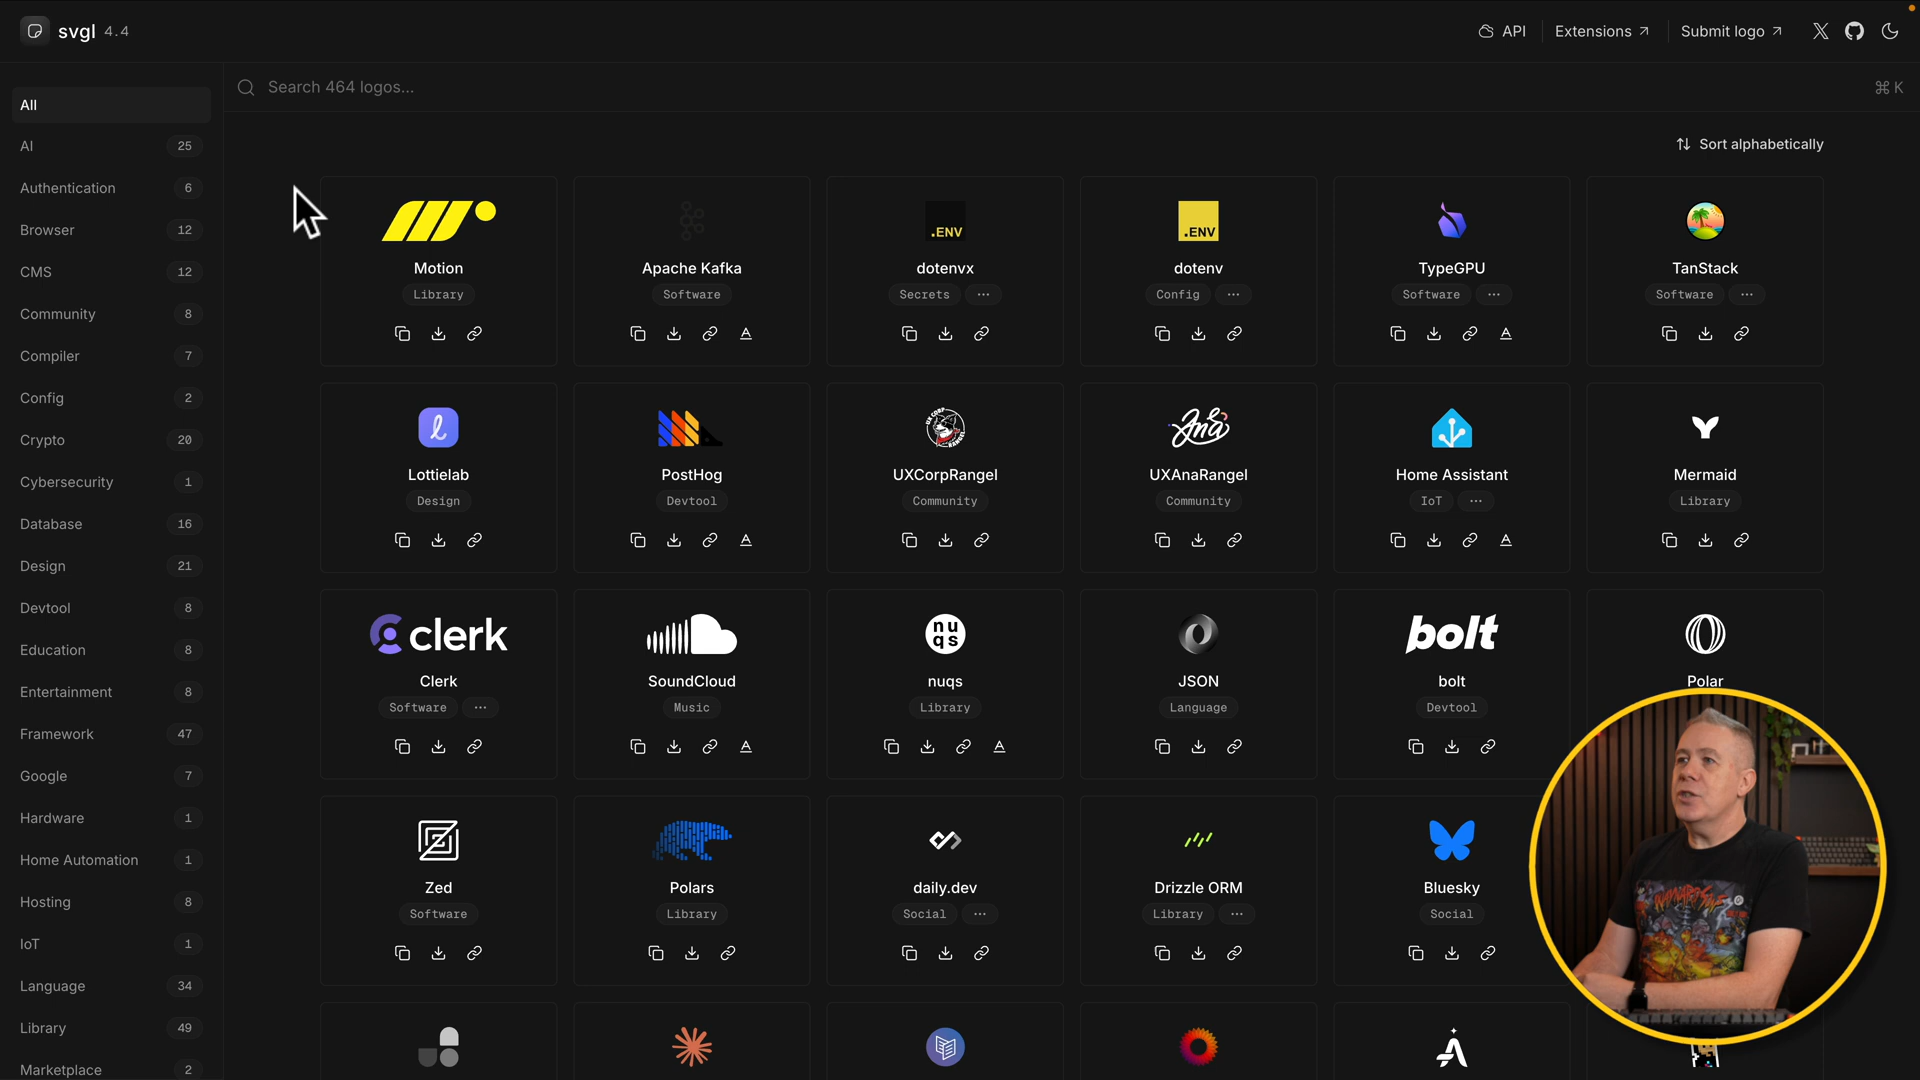 svgl 4.4
API
Extensions
Submit logo
Search 464 logos...
⌘ K
Sort alphabetically
All
AI 25
Authentication 6
Browser 12
CMS 12
Community 8
Compiler 7
Config 2
Crypto 20
Cybersecurity 1
Database 16
Design 21
Devtool 8
Education 8
Entertainment 8
Framework 47
Google 7
Hardware 1
Home Automation 1
Hosting 8
IoT 1
Language 34
Library 49
Marketplace 2
.ENV
.ENV
Motion
Apache Kafka
dotenvx
dotenv
TypeGPU
TanStack
Library
Software
Secrets ...
Config ...
Software ...
Software ...
Ana
Lottielab
PostHog
UXCorpRangel
UXAnaRangel
Home Assistant
Mermaid
Design
Devtool
Community
Community
IoT ...
Library
clerk
nuqs
bolt
Clerk
SoundCloud
nuqs
JSON
bolt
Polar
Software ...
Music
Library
Language
Devtool
Zed
Polars
daily.dev
Drizzle ORM
Bluesky
Software
Library
Social ...
Library ...
Social